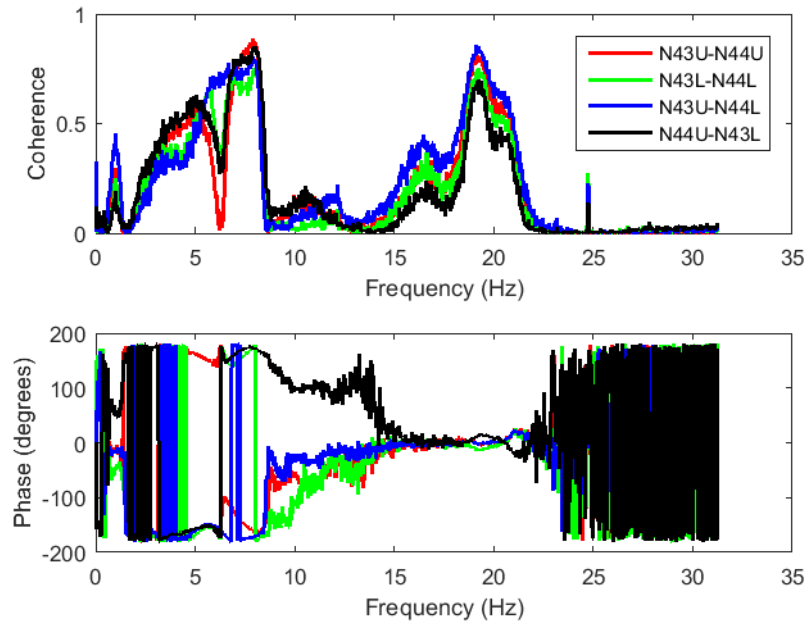 1
0.5
0
Coherence
N43U-N44U
N43L-N44L
N43U-N44L
N44U-N43L
0 5 10 15 20 25 30 35
Frequency (Hz)
200
100
0
-100
-200
Phase (degrees)
0 5 10 15 20 25 30 35
Frequency (Hz)